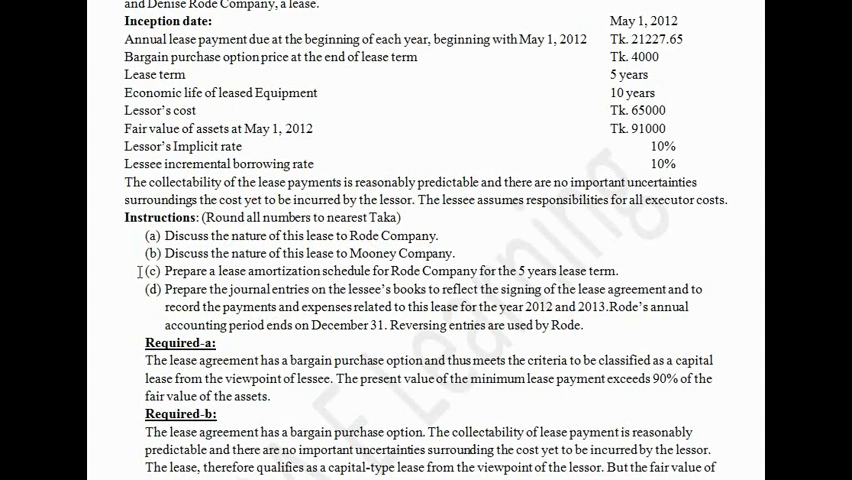 and Denise Rode Company, a lease.
Inception date: May 1, 2012
Annual lease payment due at the beginning of each year, beginning with May 1, 2012 Tk. 21227.65
Bargain purchase option price at the end of lease term Tk. 4000
Lease term 5 years
Economic life of leased Equipment 10 years
Lessor's cost Tk. 65000
Fair value of assets at May 1, 2012 Tk. 91000
Lessor's Implicit rate 10%
Lessee incremental borrowing rate 10%
The collectability of the lease payments is reasonably predictable and there are no important uncertainties
surroundings the cost yet to be incurred by the lessor. The lessee assumes responsibilities for all executor costs.
Instructions: (Round all numbers to nearest Taka)
(a) Discuss the nature of this lease to Rode Company.
(b) Discuss the nature of this lease to Mooney Company.
(c) Prepare a lease amortization schedule for Rode Company for the 5 years lease term.
(d) Prepare the journal entries on the lessee's books to reflect the signing of the lease agreement and to
record the payments and expenses related to this lease for the year 2012 and 2013.Rode's annual
accounting period ends on December 31. Reversing entries are used by Rode.
Required-a:
The lease agreement has a bargain purchase option and thus meets the criteria to be classified as a capital
lease from the viewpoint of lessee. The present value of the minimum lease payment exceeds 90% of the
fair value of the assets.
Required-b:
The lease agreement has a bargain purchase option. The collectability of lease payment is reasonably
predictable and there are no important uncertainties surrounding the cost yet to be incurred by the lessor.
The lease, therefore qualifies as a capital-type lease from the viewpoint of the lessor. But the fair value of
E Learning